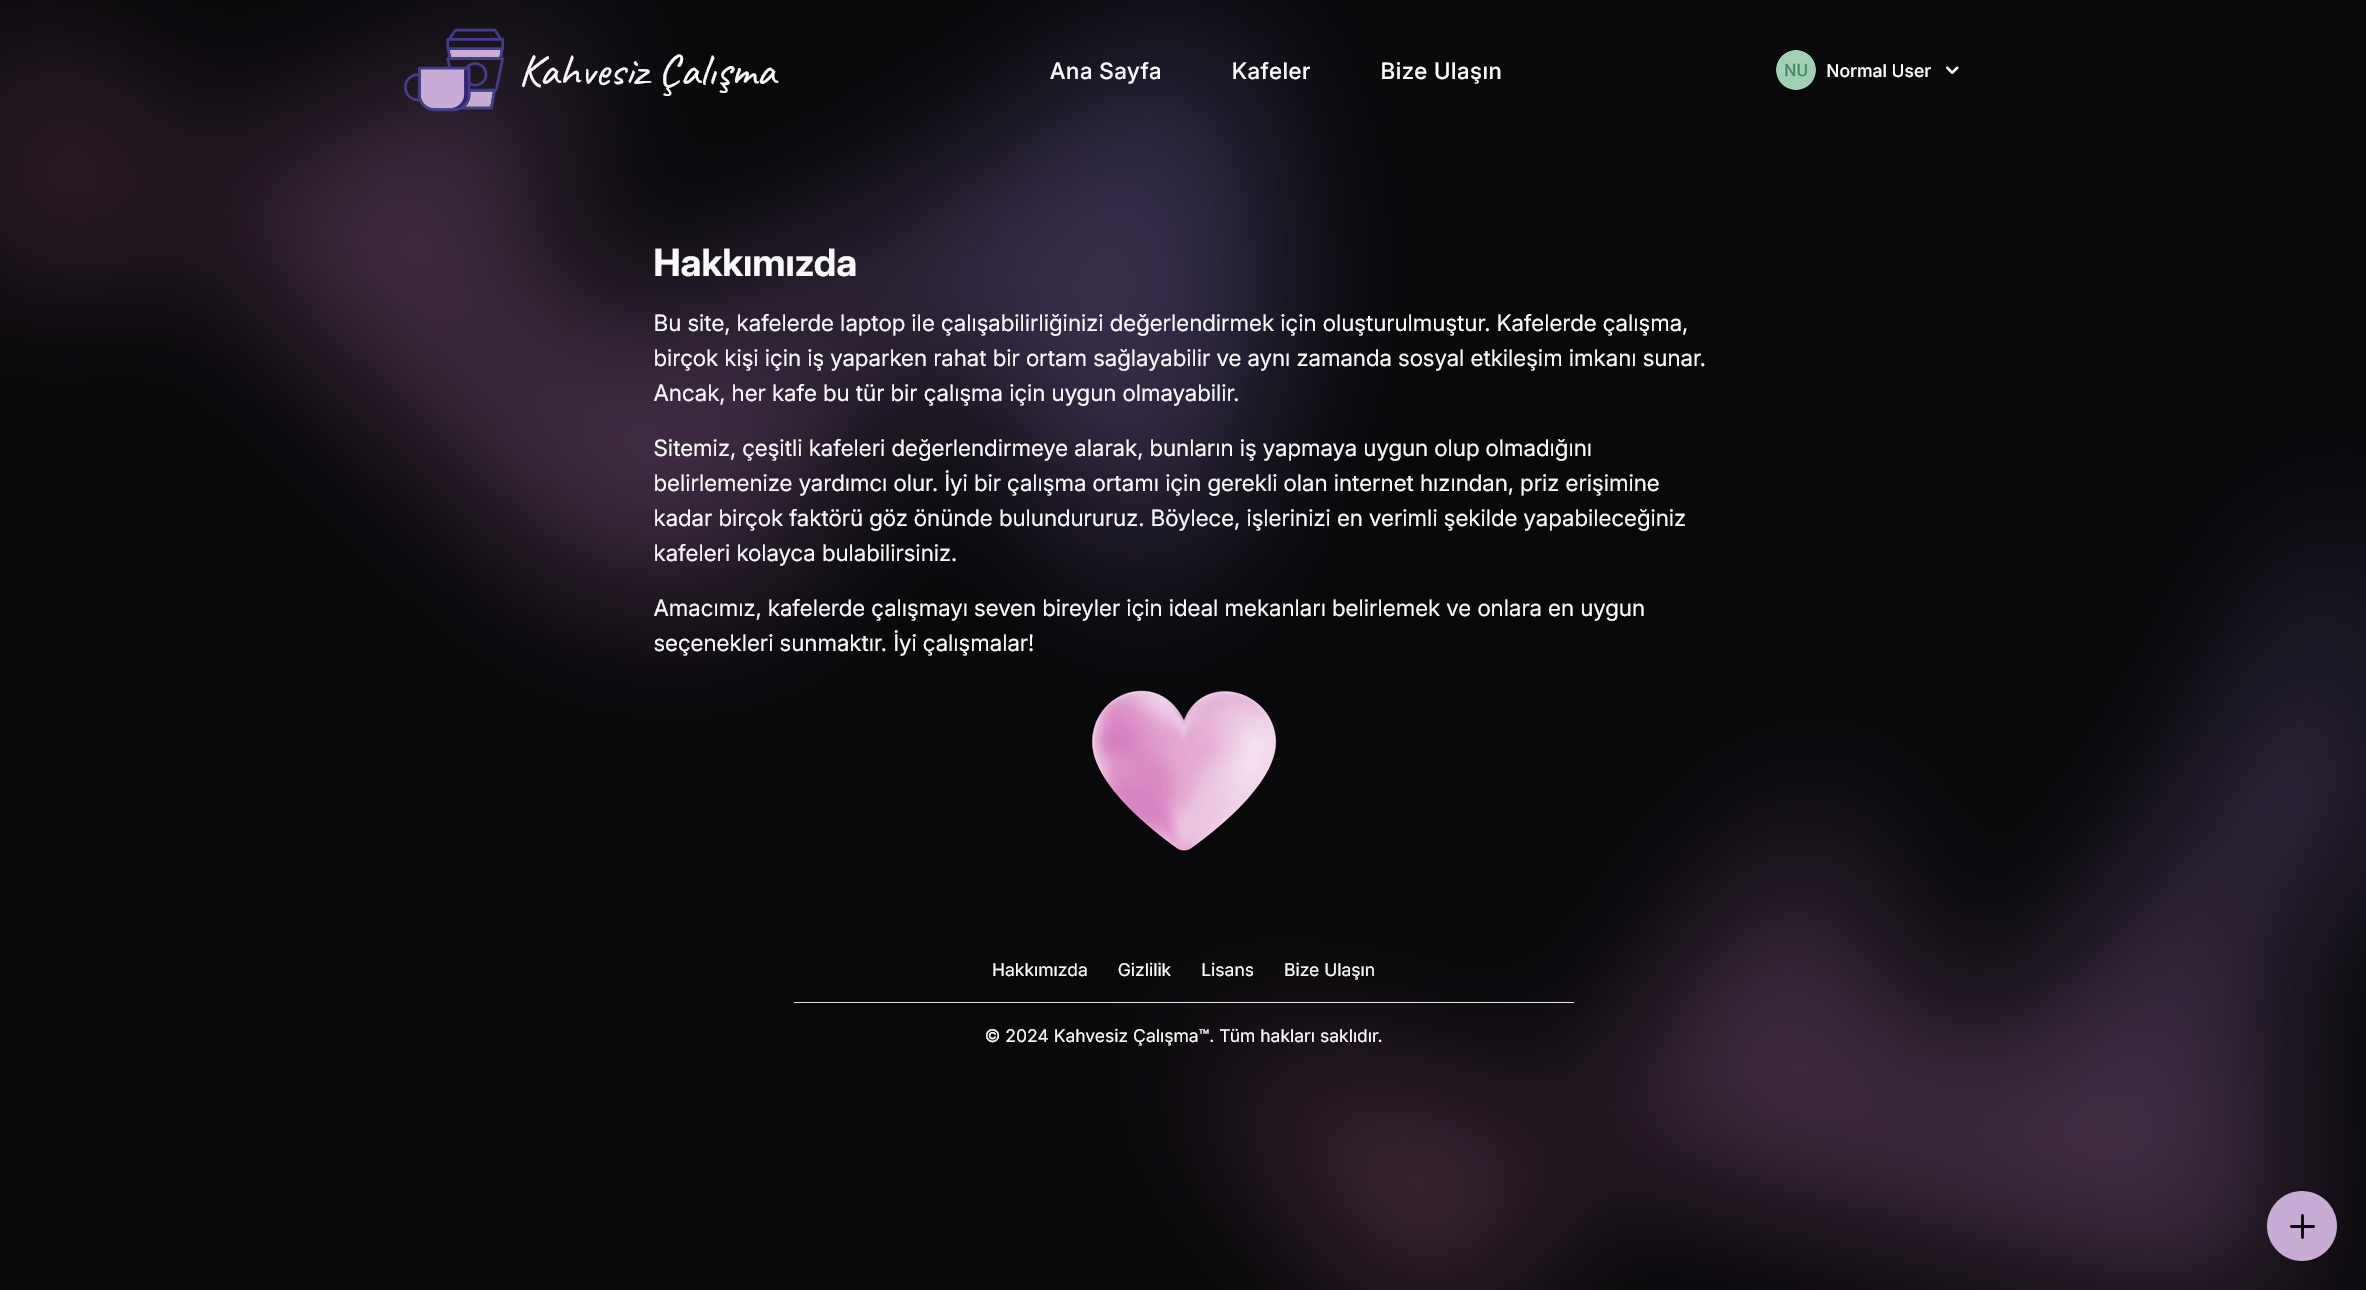 Kahvesiz Çalışma
Ana Sayfa
Kafeler
Bize Ulaşın
NU
Normal User
Hakkımızda
Bu site, kafelerde laptop ile çalışabilirliğinizi değerlendirmek için oluşturulmuştur. Kafelerde çalışma,
birçok kişi için iş yaparken rahat bir ortam sağlayabilir ve aynı zamanda sosyal etkileşim imkanı sunar.
Ancak, her kafe bu tür bir çalışma için uygun olmayabilir.
Sitemiz, çeşitli kafeleri değerlendirmeye alarak, bunların iş yapmaya uygun olup olmadığını
belirlemenize yardımcı olur. İyi bir çalışma ortamı için gerekli olan internet hızından, priz erişimine
kadar birçok faktörü göz önünde bulundururuz. Böylece, işlerinizi en verimli şekilde yapabileceğiniz
kafeleri kolayca bulabilirsiniz.
Amacımız, kafelerde çalışmayı seven bireyler için ideal mekanları belirlemek ve onlara en uygun
seçenekleri sunmaktır. İyi çalışmalar!
Hakkımızda
Gizlilik
Lisans
Bize Ulaşın
© 2024 Kahvesiz Çalışma™. Tüm hakları saklıdır.